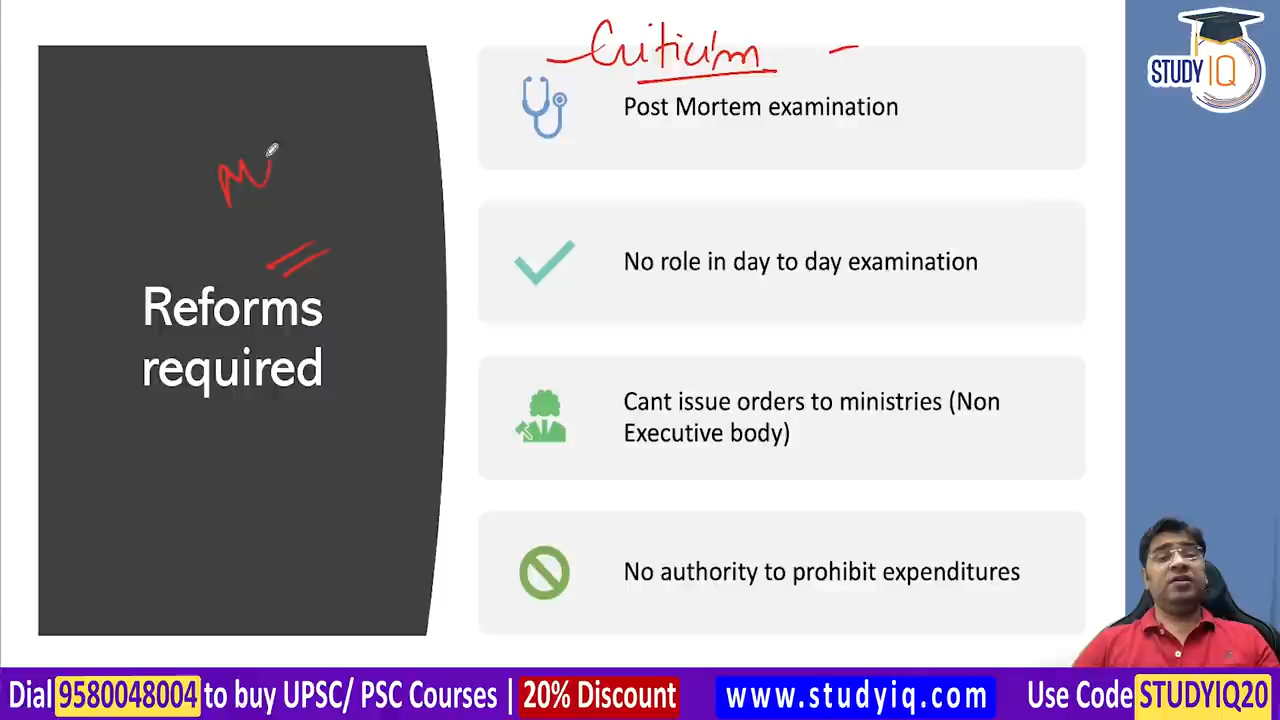 Criticism -
STUDY IQ
Post Mortem examination
No role in day to day examination
Reforms
required
Cant issue orders to ministries (Non
Executive body)
No authority to prohibit expenditures
Dial 9580048004 to buy UPSC/ PSC Courses | 20% Discount www.studyiq.com Use Code STUDYIQ20